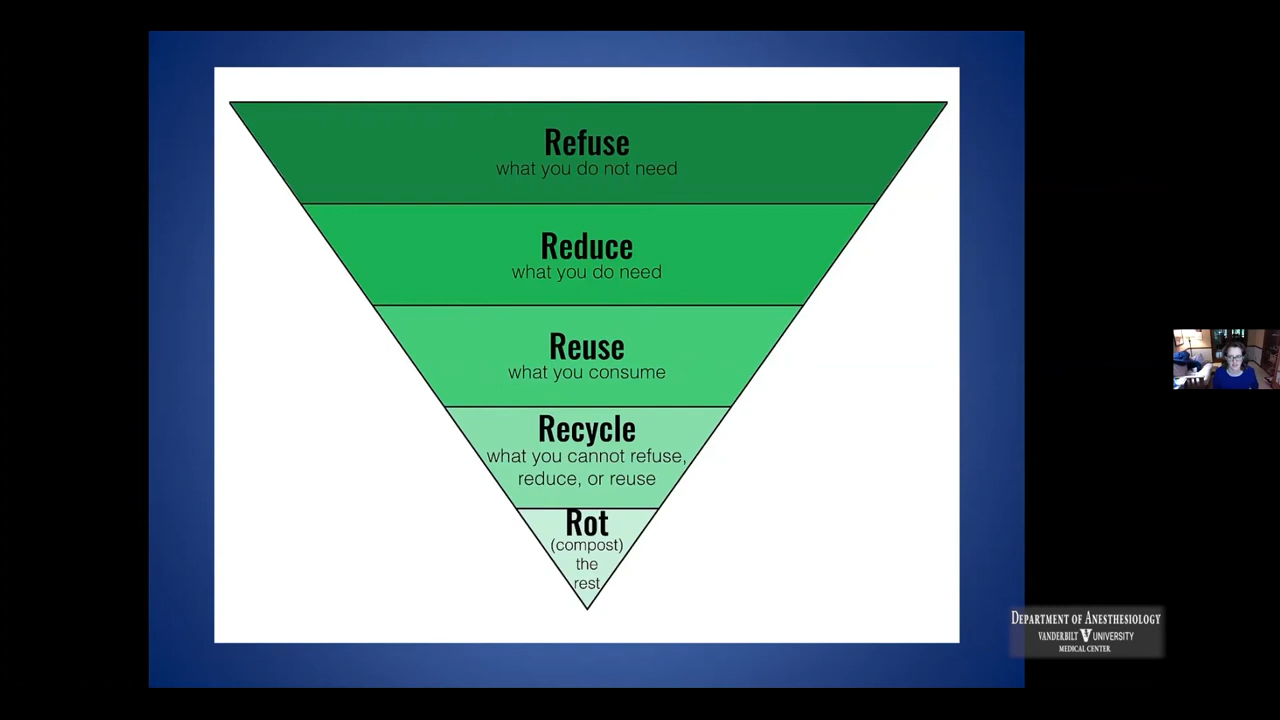 Refuse
what you do not need
Reduce
what you do need
Reuse
what you consume
Recycle
what you cannot refuse,
reduce, or reuse
Rot
(compost)
the
rest
DEPARTMENT OF ANESTHESIOLOGY
VANDERBILT V UNIVERSITY
MEDICAL CENTER